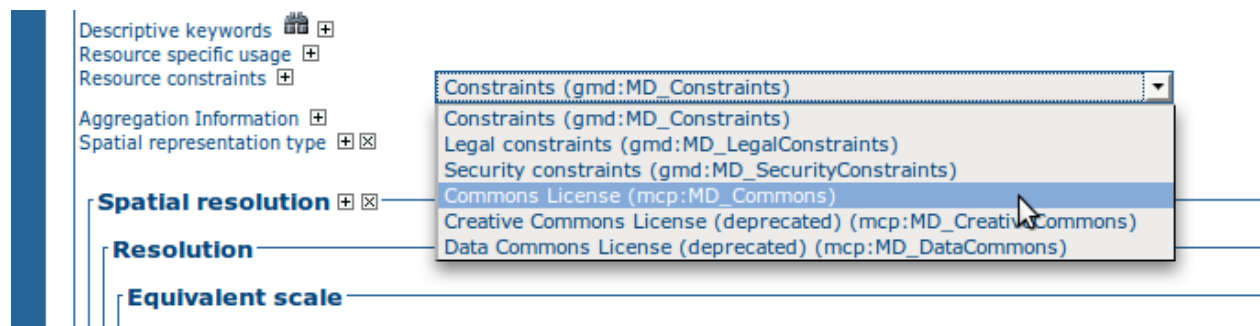 Descriptive keywords
Resource specific usage
Resource constraints
Constraints (gmd:MD_Constraints)
Aggregation Information
Spatial representation type
Constraints (gmd:MD_Constraints)
Legal constraints (gmd:MD_LegalConstraints)
Security constraints (gmd:MD_SecurityConstraints)
Commons License (mcp:MD_Commons)
Creative Commons License (deprecated) (mcp:MD_CreativeCommons)
Data Commons License (deprecated) (mcp:MD_DataCommons)
Spatial resolution
Resolution
Equivalent scale